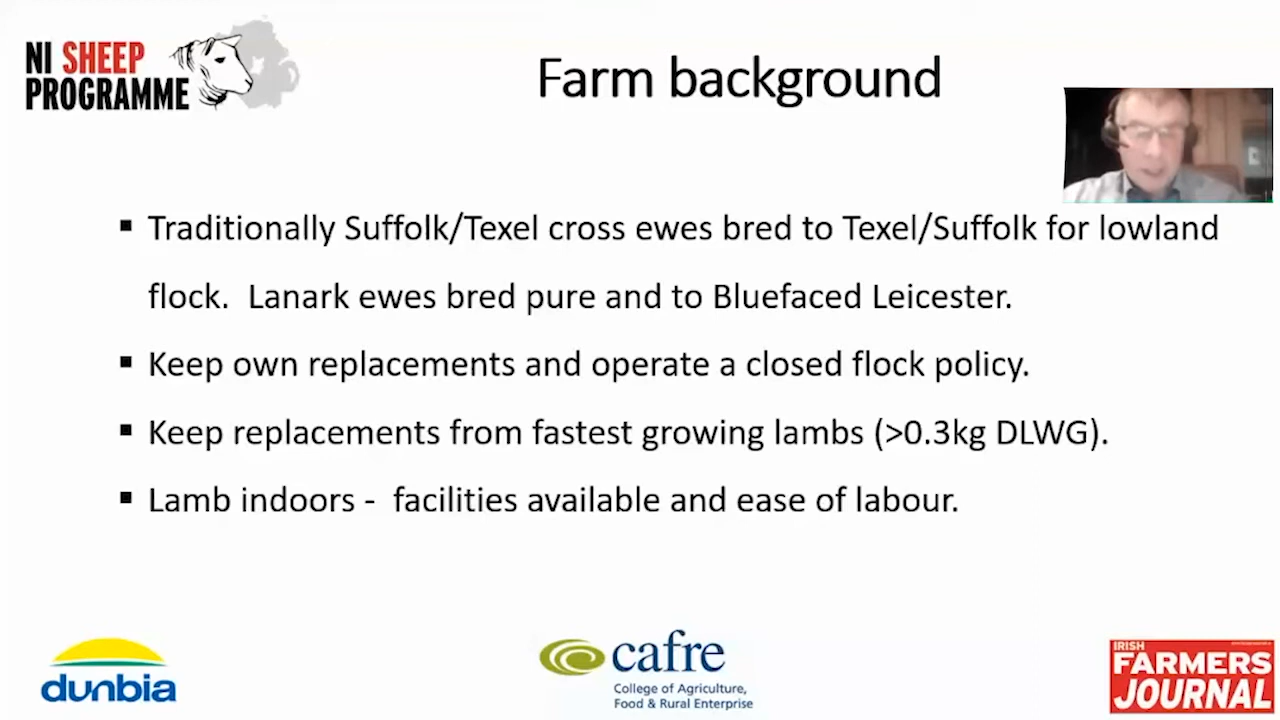 NI SHEEP
PROGRAMME
Farm background
▪ Traditionally Suffolk/Texel cross ewes bred to Texel/Suffolk for lowland
flock.  Lanark ewes bred pure and to Bluefaced Leicester.
▪ Keep own replacements and operate a closed flock policy.
▪ Keep replacements from fastest growing lambs (>0.3kg DLWG).
▪ Lamb indoors -  facilities available and ease of labour.
dunbia
cafre
College of Agriculture,
Food & Rural Enterprise
IRISH
FARMERS
JOURNAL